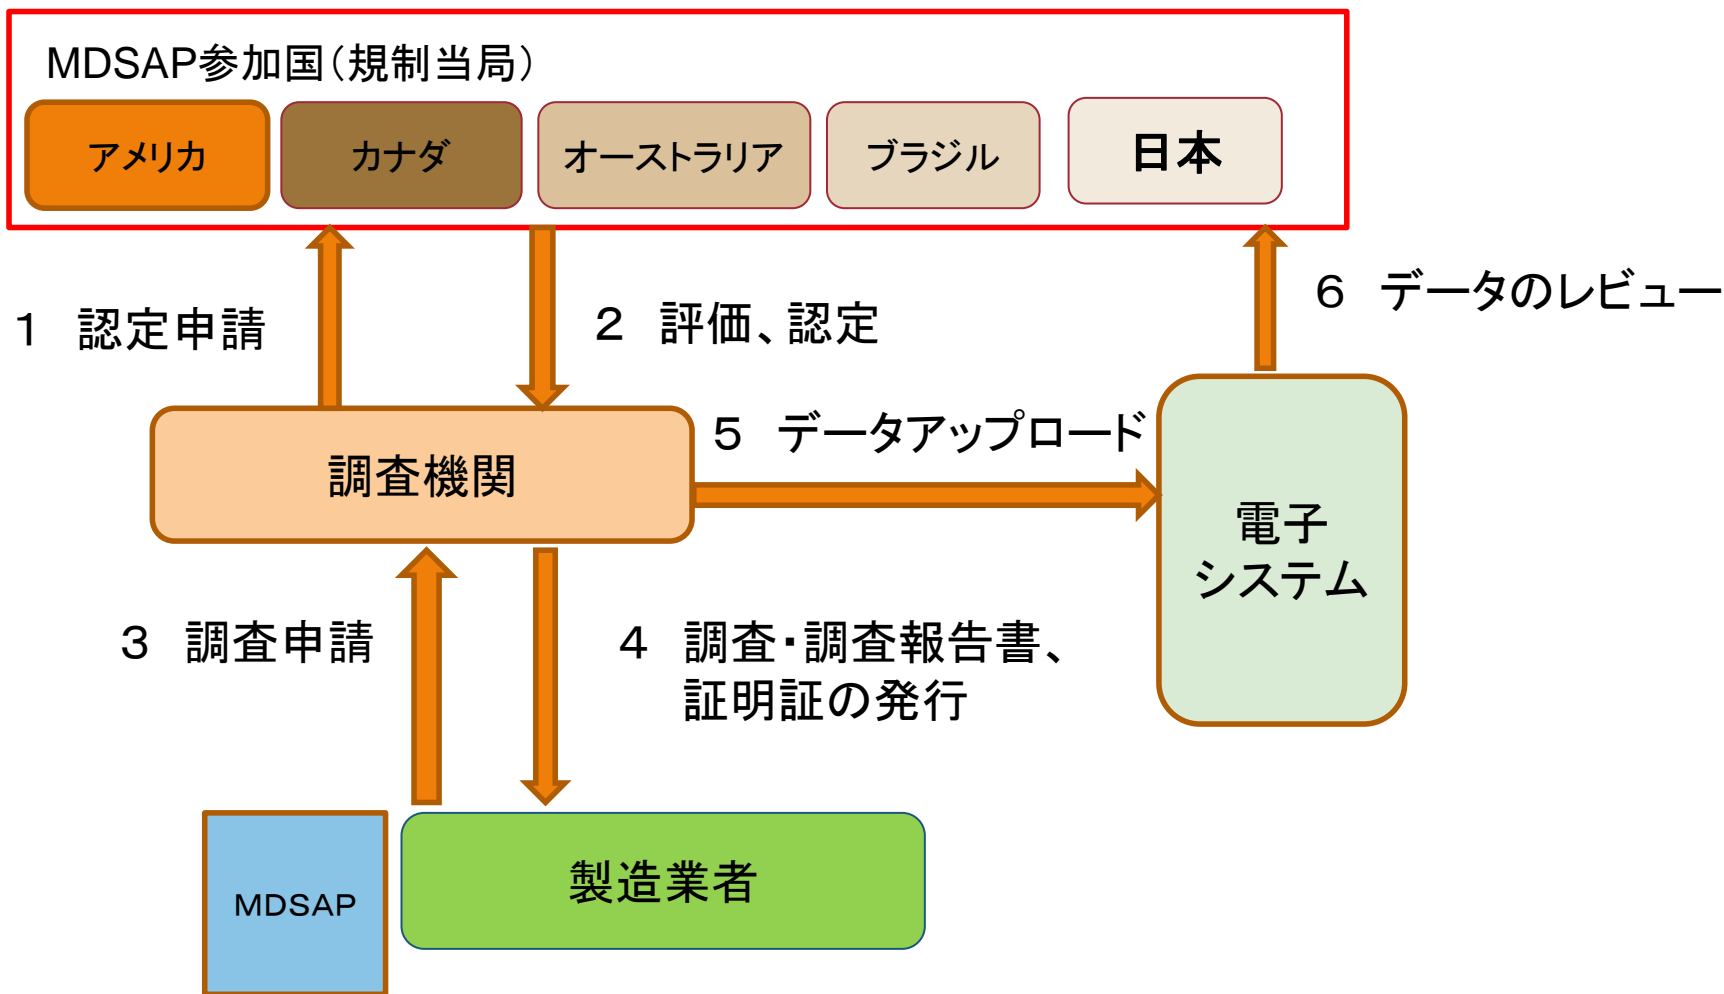 MDSAP参加国（規制当局）
アメリカ
カナダ
オーストラリア
ブラジル
日本
1　認定申請
2　評価、認定
6　データのレビュー
調査機関
5　データアップロード
電子
システム
3　調査申請
4　調査・調査報告書、
証明証の発行
MDSAP
製造業者